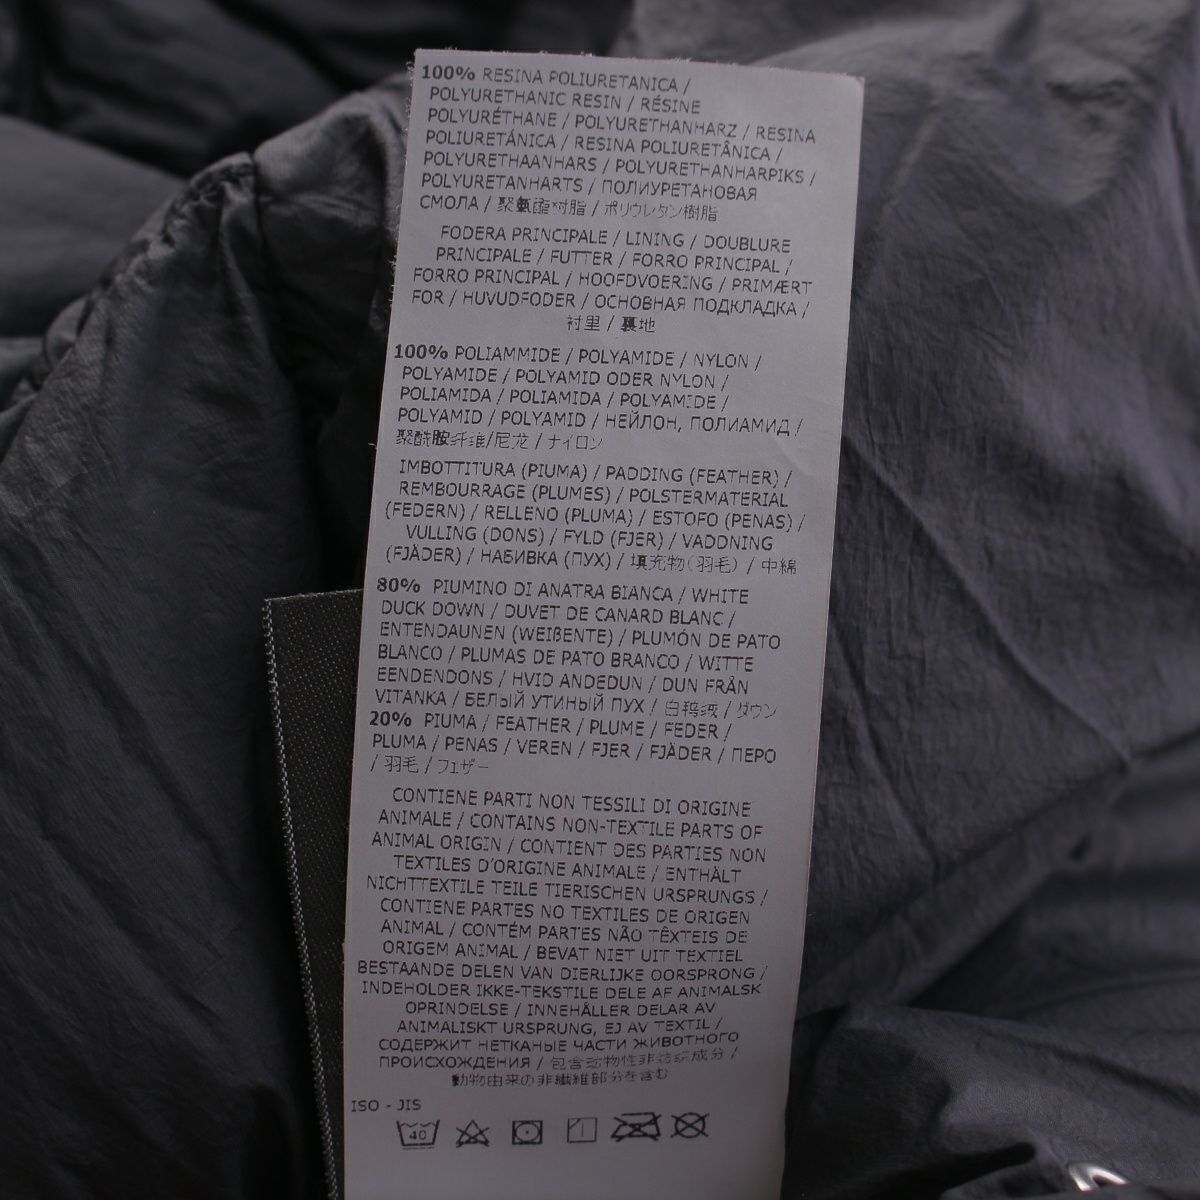 100% RESINA POLIURETANICA /
POLYURETHANIC RESIN / RÉSINE
POLYURÉTHANE / POLYURETHANHARZ / RESINA
POLIURETÁNICA / RESINA POLIURETÂNICA /
POLYURETHAANHARS / POLYURETHANHARPIKS /
POLYURETANHARTS / ПОЛИУРЕТАНОВАЯ
СМОЛА / 聚氨酯树脂 / ポリウレタン樹脂
FODERA PRINCIPALE / LINING / DOUBLURE
PRINCIPALE / FUTTER / FORRO PRINCIPAL /
FORRO PRINCIPAL / HOOFDVOERING / PRIMÆRT
FOR / HUVUDFODER / ОСНОВНАЯ ПОДКЛАДКА /
衬里 / 裏地
100% POLIAMMIDE / POLYAMIDE / NYLON /
POLYAMIDE / POLYAMID ODER NYLON /
POLIAMIDA / POLIAMIDA / POLYAMIDE /
POLYAMID / POLYAMID / НЕЙЛОН, ПОЛИАМИД /
聚酰胺纤维/尼龙 / ナイロン
IMBOTTITURA (PIUMA) / PADDING (FEATHER) /
REMBOURRAGE (PLUMES) / POLSTERMATERIAL
(FEDERN) / RELLENO (PLUMA) / ESTOFO (PENAS) /
VULLING (DONS) / FYLD (FJER) / VADDNING
(FJÄDER) / НАБИВКА (ПУХ) / 填充物(羽毛) / 中綿
80% PIUMINO DI ANATRA BIANCA / WHITE
DUCK DOWN / DUVET DE CANARD BLANC /
ENTENDAUNEN (WEIßENTE) / PLUMÓN DE PATO
BLANCO / PLUMAS DE PATO BRANCO / WITTE
EENDENDONS / HVID ANDEDUN / DUN FRÅN
VITANKA / БЕЛЫЙ УТИНЫЙ ПУХ / 白鸭绒 / ダウン
20% PIUMA / FEATHER / PLUME / FEDER /
PLUMA / PENAS / VEREN / FJER / FJÄDER / ПЕРО
/ 羽毛 / フェザー
CONTIENE PARTI NON TESSILI DI ORIGINE
ANIMALE / CONTAINS NON-TEXTILE PARTS OF
ANIMAL ORIGIN / CONTIENT DES PARTIES NON
TEXTILES D'ORIGINE ANIMALE / ENTHÄLT
NICHTTEXTILE TEILE TIERISCHEN URSPRUNGS /
CONTIENE PARTES NO TEXTILES DE ORIGEN
ANIMAL / CONTÉM PARTES NÃO TÊXTEIS DE
ORIGEM ANIMAL / BEVAT NIET UIT TEXTIEL
BESTAANDE DELEN VAN DIERLIJKE OORSPRONG /
INDEHOLDER IKKE-TEKSTILE DELE AF ANIMALSK
OPRINDELSE / INNEHÅLLER DELAR AV
ANIMALISKT URSPRUNG, EJ AV TEXTIL /
СОДЕРЖИТ НЕТКАНЫЕ ЧАСТИ ЖИВОТНОГО
ПРОИСХОЖДЕНИЯ / 包含动物性非纺织成分 /
動物由来の非繊維部分を含む
ISO - JIS
40